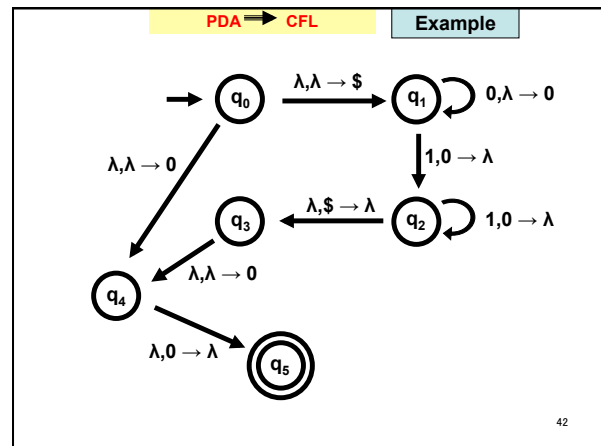 PDA ⟹ CFL
Example
q0
λ,λ → $
q1
0,λ → 0
λ,λ → 0
1,0 → λ
q3
λ,$ → λ
q2
1,0 → λ
λ,λ → 0
q4
λ,0 → λ
q5
42